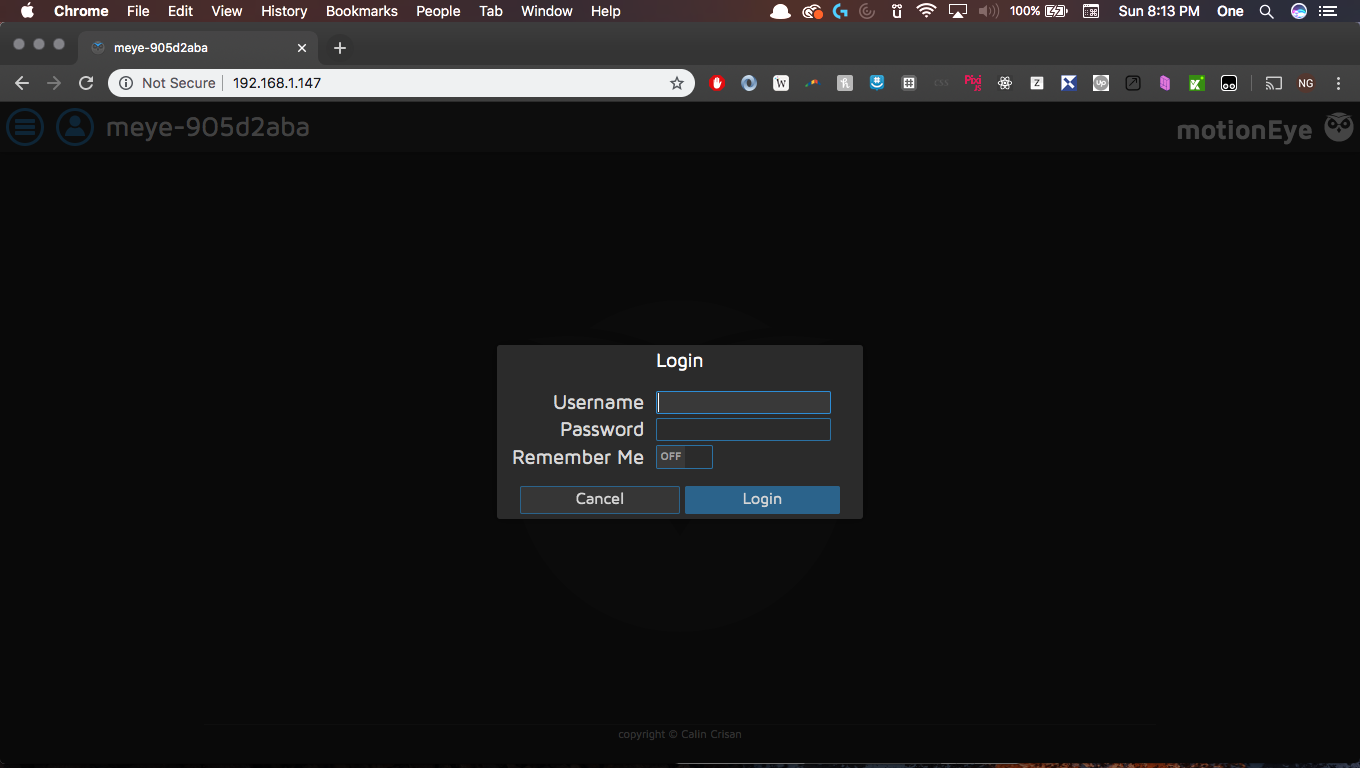 Chrome File Edit View History Bookmarks People Tab Window Help 100% Sun 8:13 PM One
meye-905d2aba
Not Secure 192.168.1.147 NG
meye-905d2aba motionEye
Login
Username
Password
Remember Me OFF
Cancel Login
copyright © Calin Crisan